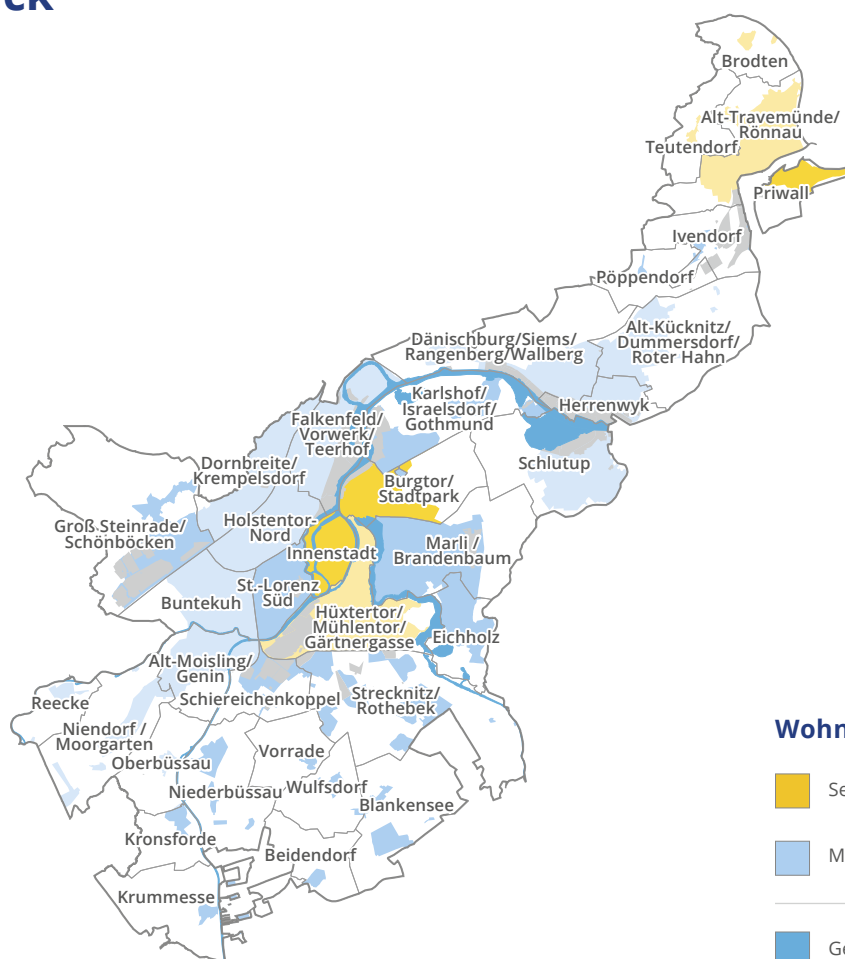 Brodten
Alt-Travemünde/
Rönnau
Teutendorf
Priwall
Ivendorf
Pöppendorf
Alt-Kücknitz/
Dummersdorf/
Roter Hahn
Dänischburg/Siems/
Rangenberg/Wallberg
Karlshof/
Israelsdorf/
Gothmund
Herrenwyk
Falkenfeld/
Vorwerk/
Teerhof
Schlutup
Dornbreite/
Krempelsdorf
Burgtor/
Stadtpark
Groß Steinrade/
Schönböcken
Holstentor-
Nord
Innenstadt
Marli /
Brandenbaum
St.-Lorenz
Süd
Buntekuh
Hüxtertor/
Mühlentor/
Gärtnergasse
Eichholz
Alt-Moisling/
Genin
Schiereichenkoppel
Strecknitz/
Rothebek
Reecke
Niendorf /
Moorgarten
Oberbüssau
Vorrade
Niederbüssau
Wulfsdorf
Blankensee
Kronsforde
Beidendorf
Krummesse
Wohn
Se
M
Ge